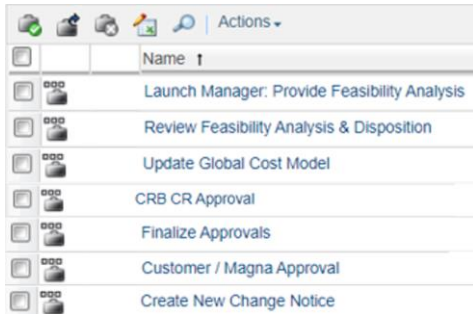 Actions
Name
Launch Manager: Provide Feasibility Analysis
Review Feasibility Analysis & Disposition
Update Global Cost Model
CRB CR Approval
Finalize Approvals
Customer / Magna Approval
Create New Change Notice